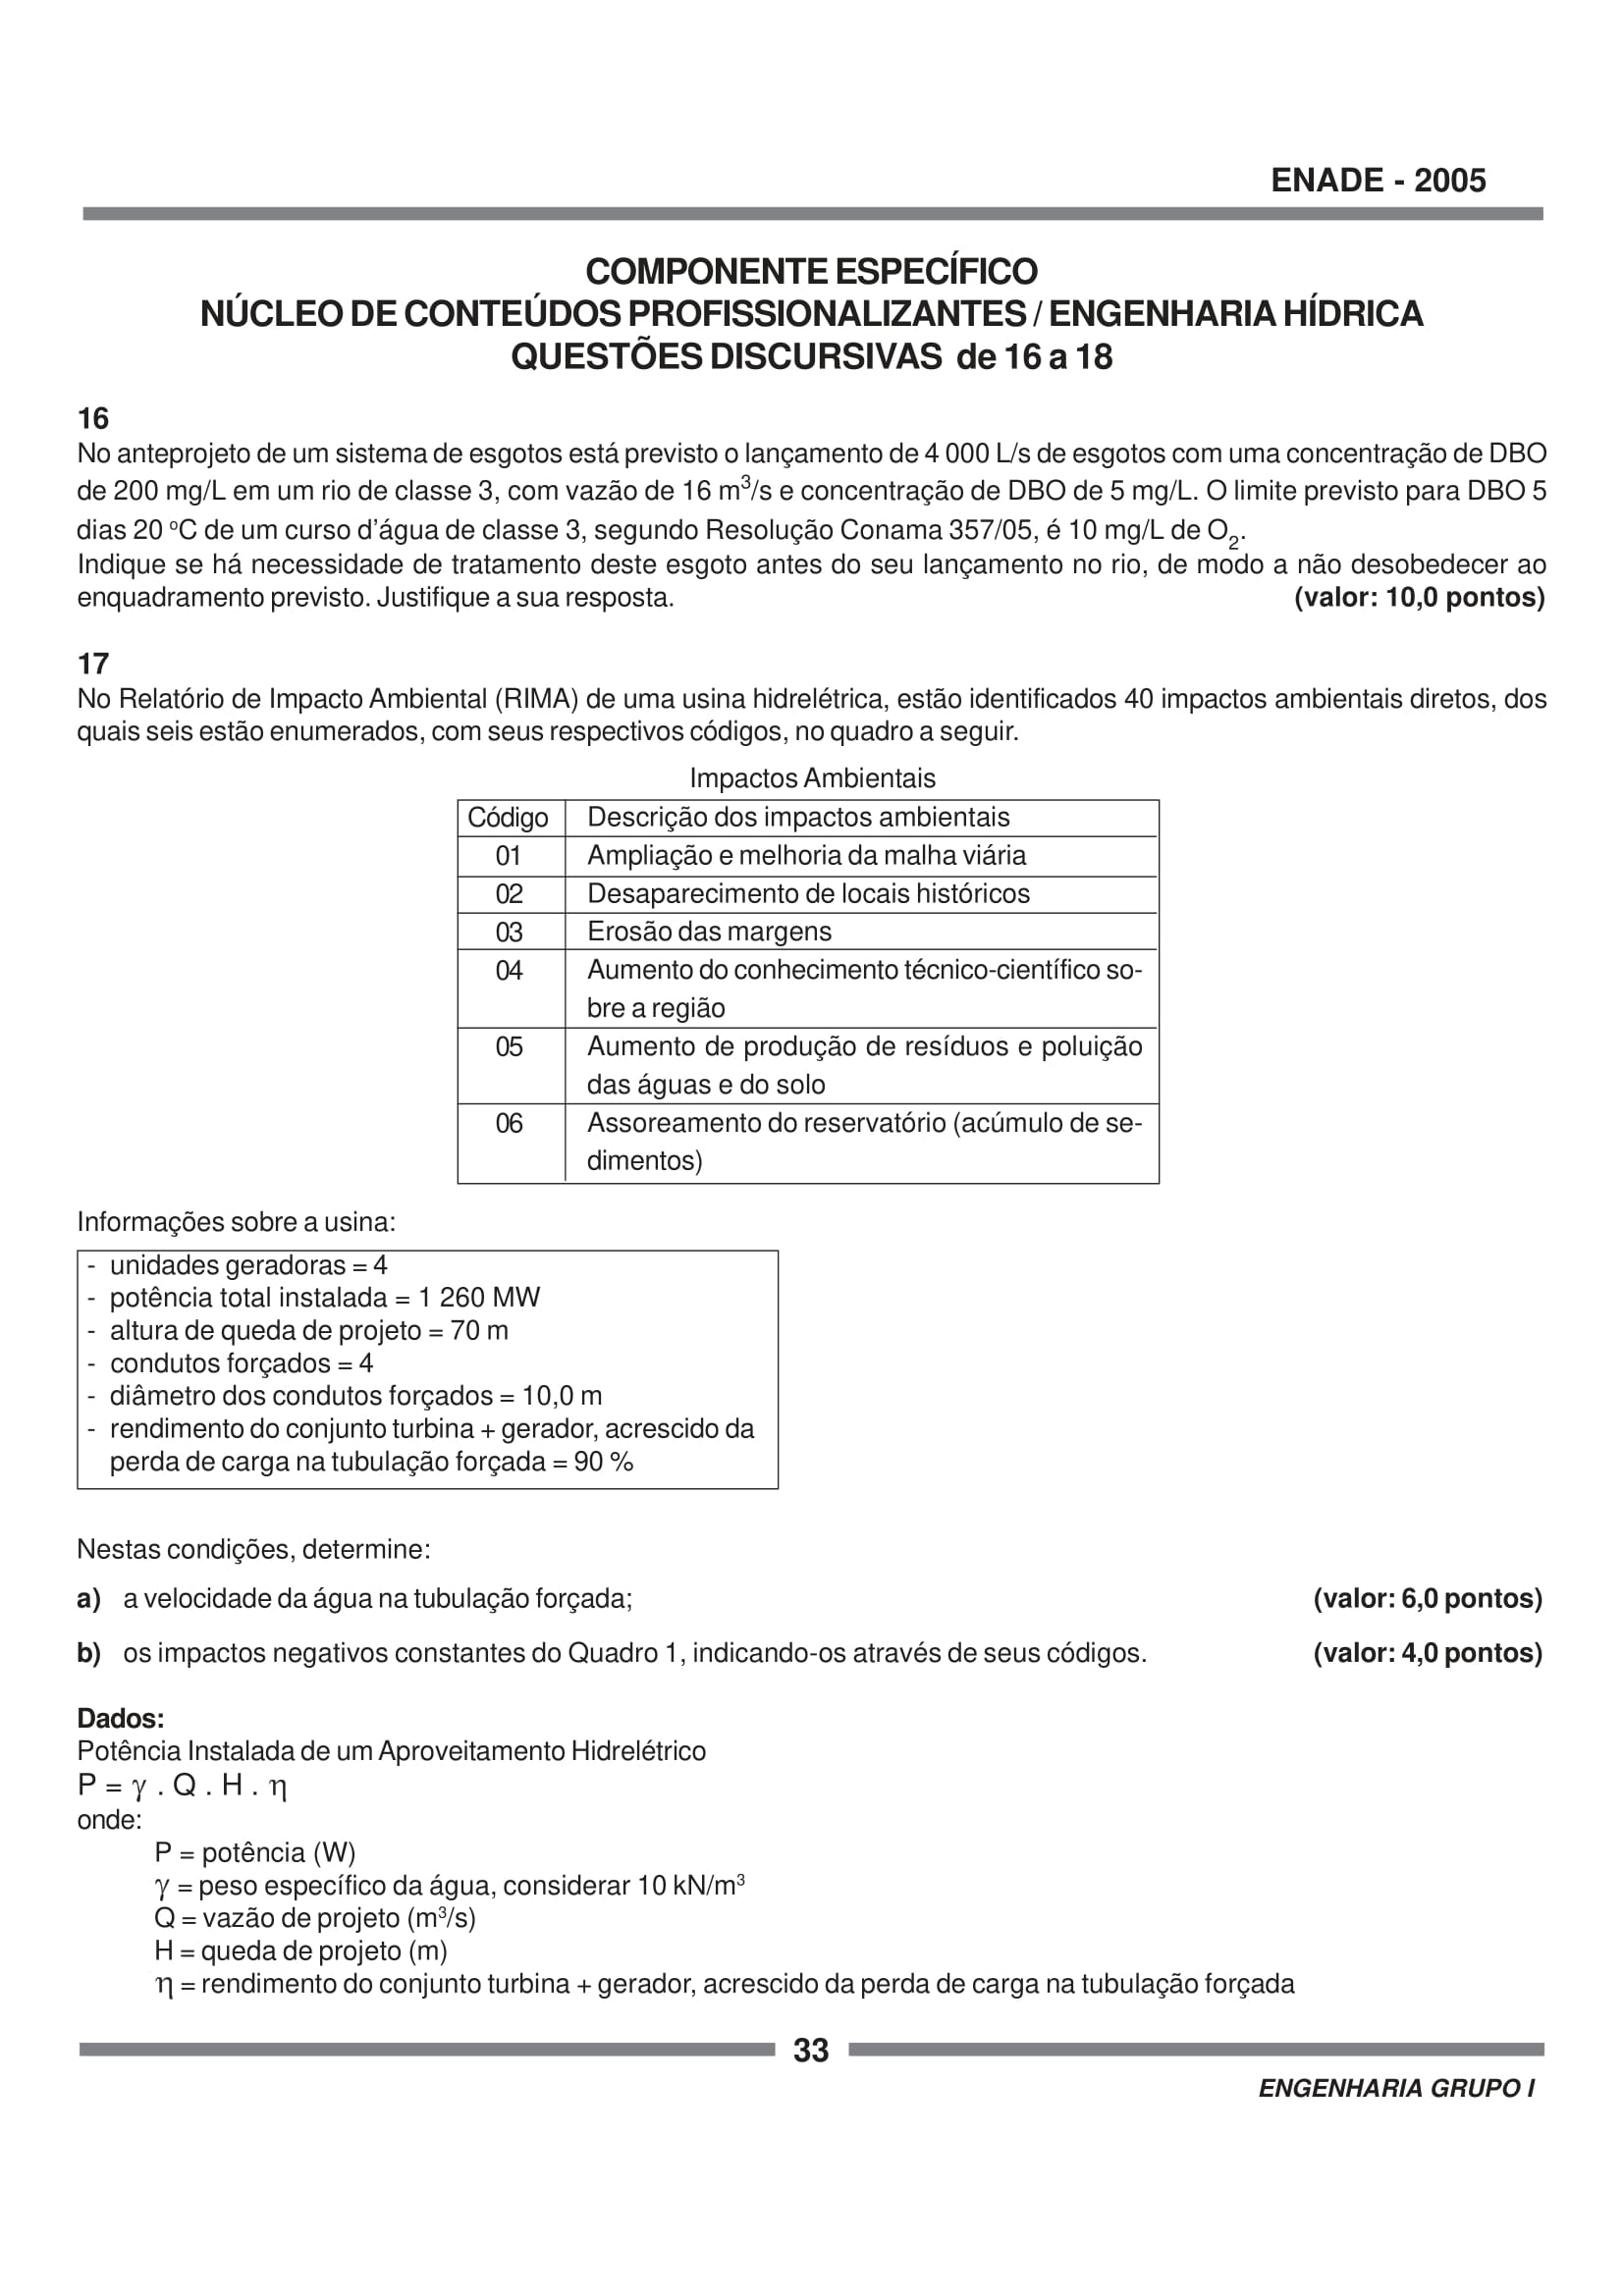 ENADE - 2005
COMPONENTE ESPECÍFICO
NÚCLEO DE CONTEÚDOS PROFISSIONALIZANTES / ENGENHARIA HÍDRICA
QUESTÕES DISCURSIVAS de 16 a 18
16
No anteprojeto de um sistema de esgotos está previsto o lançamento de 4 000 L/s de esgotos com uma concentração de DBO
de 200 mg/L em um rio de classe 3, com vazão de 16 m³/s e concentração de DBO de 5 mg/L. O limite previsto para DBO 5
dias 20 ºC de um curso d'água de classe 3, segundo Resolução Conama 357/05, é 10 mg/L de O₂.
Indique se há necessidade de tratamento deste esgoto antes do seu lançamento no rio, de modo a não desobedecer ao
enquadramento previsto. Justifique a sua resposta. (valor: 10,0 pontos)
17
No Relatório de Impacto Ambiental (RIMA) de uma usina hidrelétrica, estão identificados 40 impactos ambientais diretos, dos
quais seis estão enumerados, com seus respectivos códigos, no quadro a seguir.
Impactos Ambientais
Código Descrição dos impactos ambientais
01 Ampliação e melhoria da malha viária
02 Desaparecimento de locais históricos
03 Erosão das margens
04 Aumento do conhecimento técnico-científico so-
bre a região
05 Aumento de produção de resíduos e poluição
das águas e do solo
06 Assoreamento do reservatório (acúmulo de se-
dimentos)
Informações sobre a usina:
- unidades geradoras = 4
- potência total instalada = 1 260 MW
- altura de queda de projeto = 70 m
- condutos forçados = 4
- diâmetro dos condutos forçados = 10,0 m
- rendimento do conjunto turbina + gerador, acrescido da
perda de carga na tubulação forçada = 90 %
Nestas condições, determine:
a) a velocidade da água na tubulação forçada; (valor: 6,0 pontos)
b) os impactos negativos constantes do Quadro 1, indicando-os através de seus códigos. (valor: 4,0 pontos)
Dados:
Potência Instalada de um Aproveitamento Hidrelétrico
P = γ . Q . H . η
onde:
P = potência (W)
γ = peso específico da água, considerar 10 kN/m³
Q = vazão de projeto (m³/s)
H = queda de projeto (m)
η = rendimento do conjunto turbina + gerador, acrescido da perda de carga na tubulação forçada
33
ENGENHARIA GRUPO I